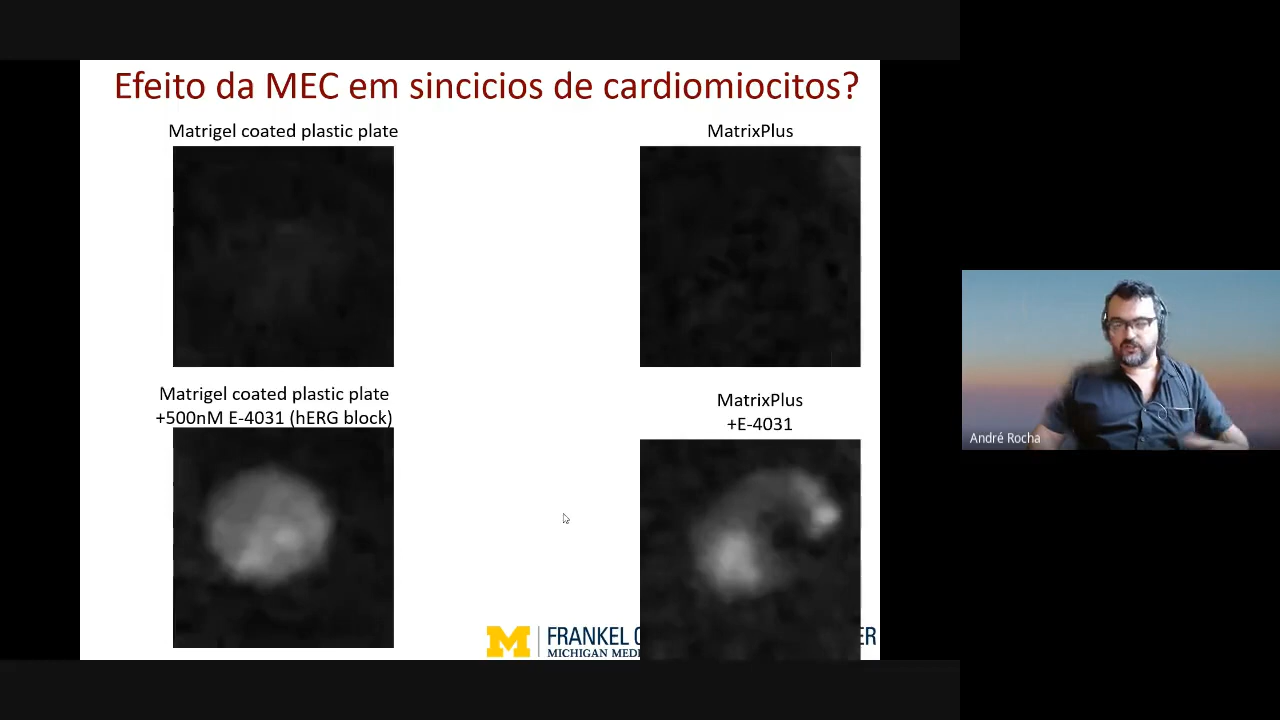 Efeito da MEC em sincicios de cardiomiocitos?
Matrigel coated plastic plate
MatrixPlus
Matrigel coated plastic plate
+500nM E-4031 (hERG block)
MatrixPlus
+E-4031
André Rocha
M
FRANKEL
MICHIGAN